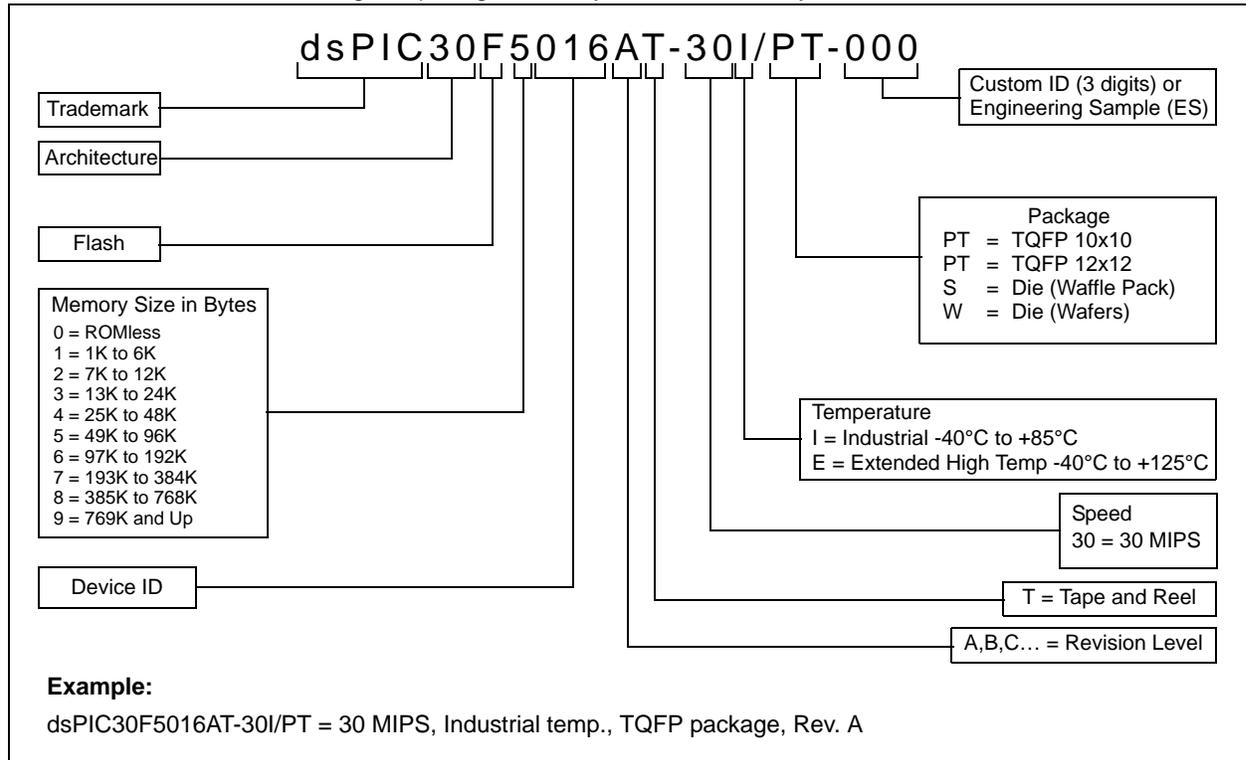 dsPIC30F5016AT-30I/PT-000
Trademark
Architecture
Flash
Memory Size in Bytes
0 = ROMless
1 = 1K to 6K
2 = 7K to 12K
3 = 13K to 24K
4 = 25K to 48K
5 = 49K to 96K
6 = 97K to 192K
7 = 193K to 384K
8 = 385K to 768K
9 = 769K and Up
Device ID
Custom ID (3 digits) or
Engineering Sample (ES)
Package
PT = TQFP 10x10
PT = TQFP 12x12
S = Die (Waffle Pack)
W = Die (Wafers)
Temperature
I = Industrial -40°C to +85°C
E = Extended High Temp -40°C to +125°C
Speed
30 = 30 MIPS
T = Tape and Reel
A,B,C… = Revision Level
Example:
dsPIC30F5016AT-30I/PT = 30 MIPS, Industrial temp., TQFP package, Rev. A